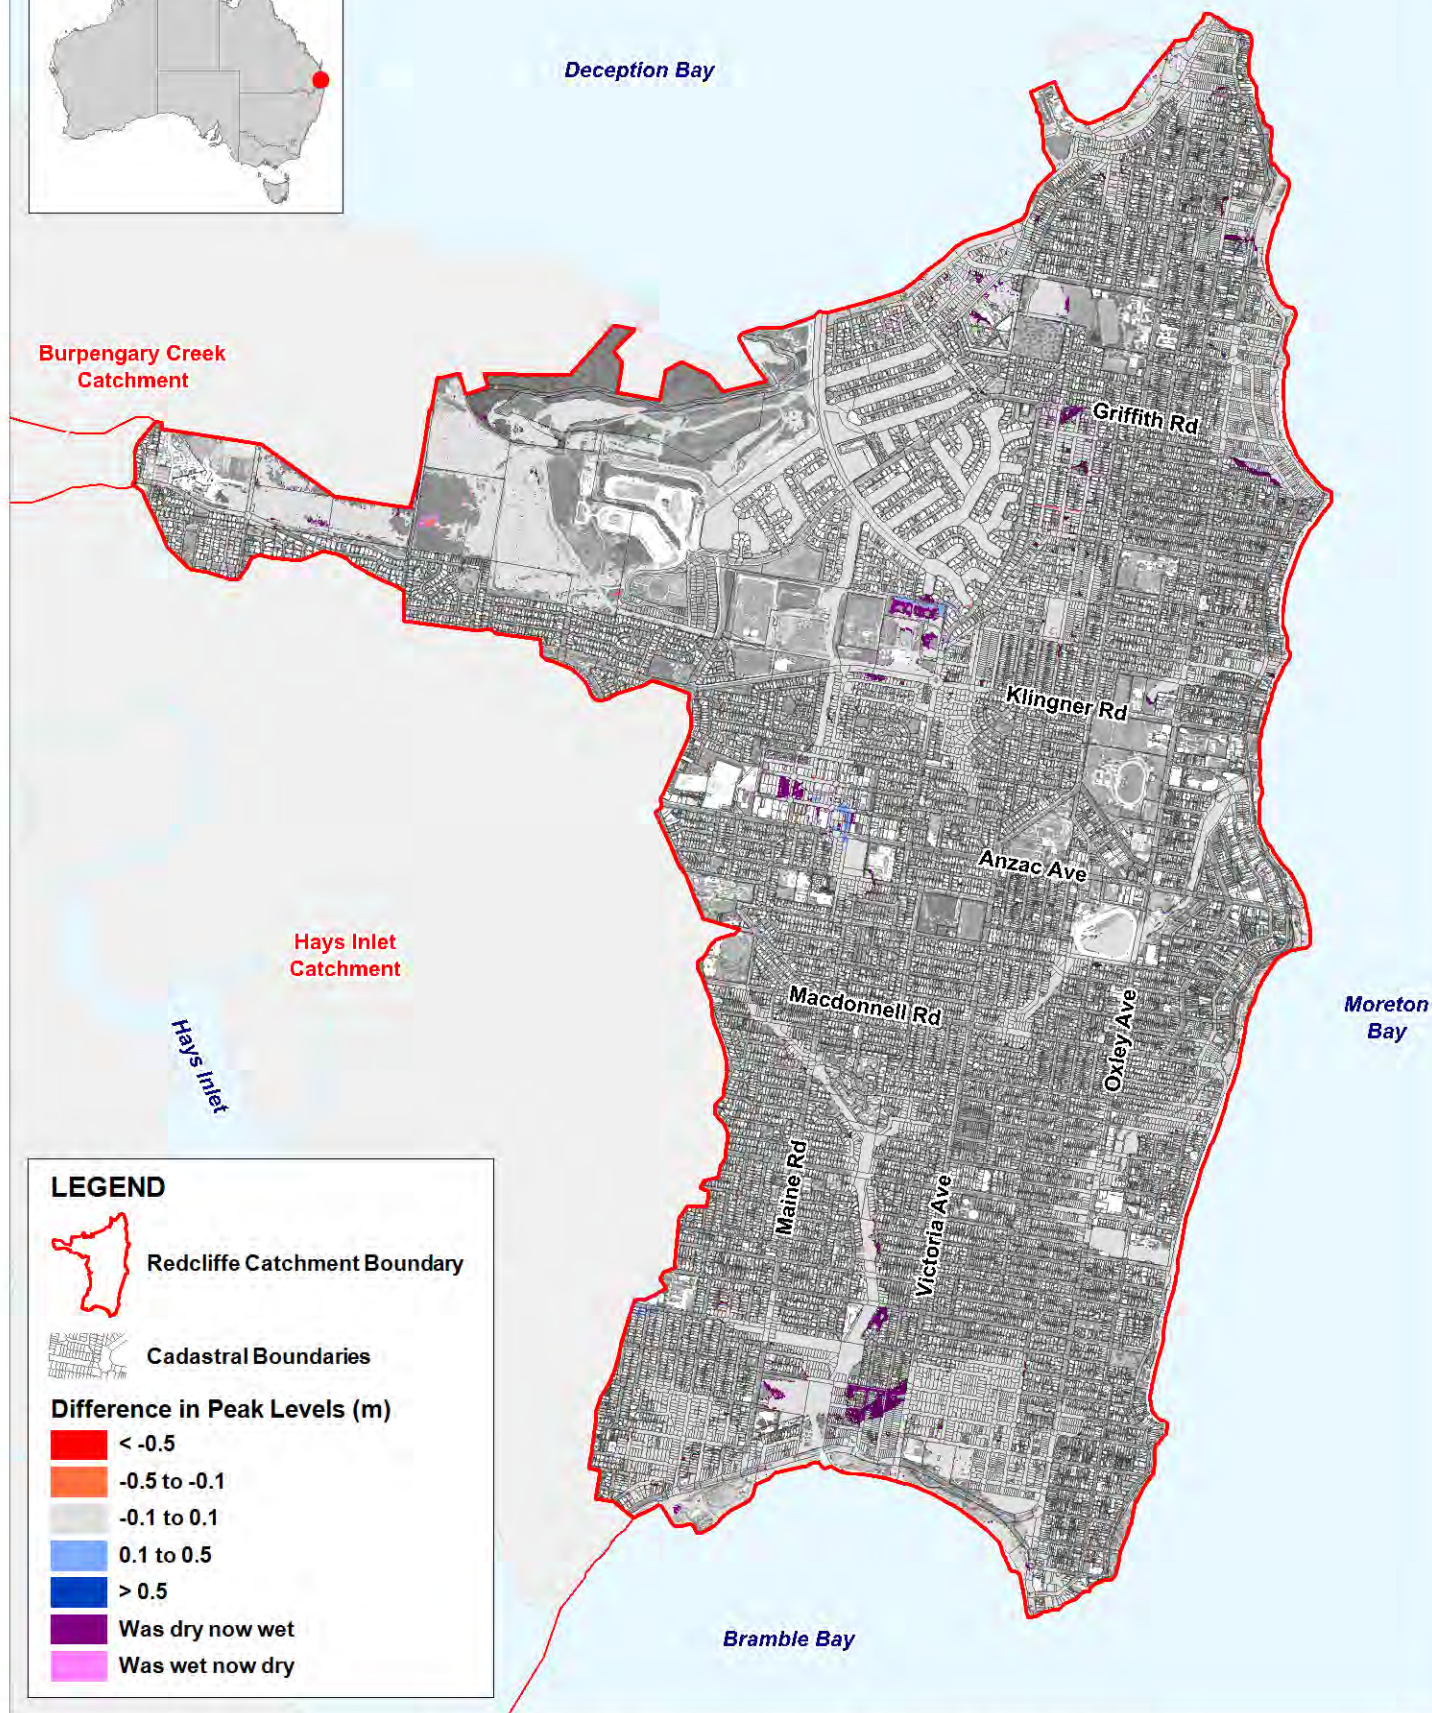 Deception Bay
Burpengary Creek
Catchment
Griffith Rd
Klingner Rd
Anzac Ave
Hays Inlet
Catchment
Macdonnell Rd
Oxley Ave
Moreton
Bay
Hays Inlet
Maine Rd
Victoria Ave
LEGEND
Redcliffe Catchment Boundary
Cadastral Boundaries
Difference in Peak Levels (m)
< -0.5
-0.5 to -0.1
-0.1 to 0.1
0.1 to 0.5
> 0.5
Was dry now wet
Was wet now dry
Bramble Bay